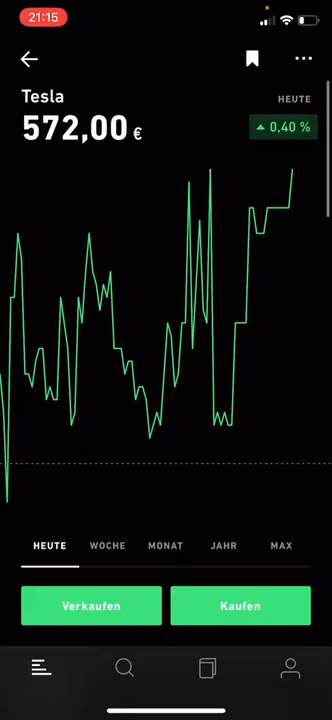 21:15
Tesla
HEUTE
572,00 €
0,40 %
HEUTE WOCHE MONAT JAHR MAX
Verkaufen Kaufen